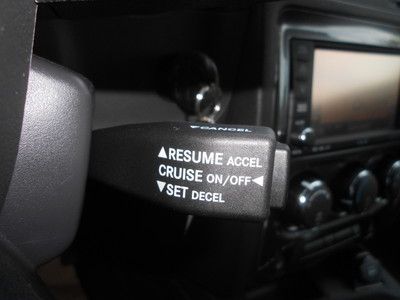 ▼CANCEL
▲RESUME ACCEL
CRUISE ON/OFF◀
▼SET DECEL